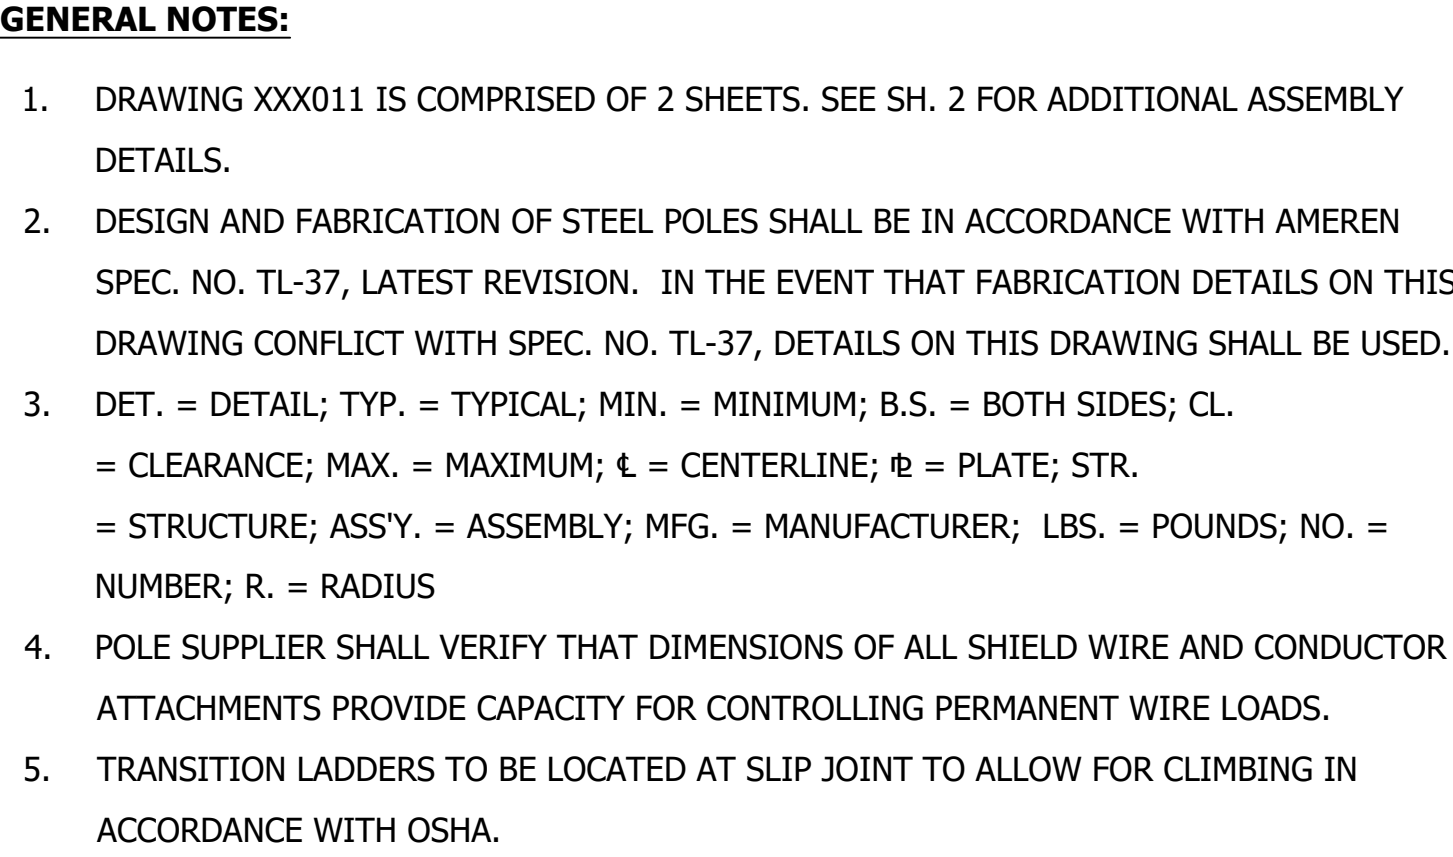 GENERAL NOTES:
1. DRAWING XXX011 IS COMPRISED OF 2 SHEETS. SEE SH. 2 FOR ADDITIONAL ASSEMBLY
DETAILS.
2. DESIGN AND FABRICATION OF STEEL POLES SHALL BE IN ACCORDANCE WITH AMEREN
SPEC. NO. TL-37, LATEST REVISION. IN THE EVENT THAT FABRICATION DETAILS ON THIS
DRAWING CONFLICT WITH SPEC. NO. TL-37, DETAILS ON THIS DRAWING SHALL BE USED.
3. DET. = DETAIL; TYP. = TYPICAL; MIN. = MINIMUM; B.S. = BOTH SIDES; CL.
= CLEARANCE; MAX. = MAXIMUM; ℄ = CENTERLINE; ⅊ = PLATE; STR.
= STRUCTURE; ASS'Y. = ASSEMBLY; MFG. = MANUFACTURER; LBS. = POUNDS; NO. =
NUMBER; R. = RADIUS
4. POLE SUPPLIER SHALL VERIFY THAT DIMENSIONS OF ALL SHIELD WIRE AND CONDUCTOR
ATTACHMENTS PROVIDE CAPACITY FOR CONTROLLING PERMANENT WIRE LOADS.
5. TRANSITION LADDERS TO BE LOCATED AT SLIP JOINT TO ALLOW FOR CLIMBING IN
ACCORDANCE WITH OSHA.